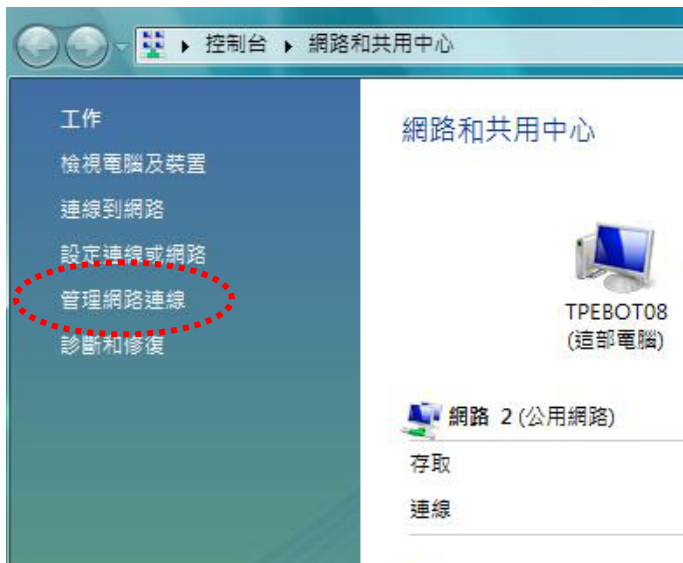 控制台 ▸ 網路和共用中心
工作
檢視電腦及裝置
連線到網路
設定連線或網路
管理網路連線
診斷和修復
網路和共用中心
TPEBOT08
(這部電腦)
網路 2 (公用網路)
存取
連線